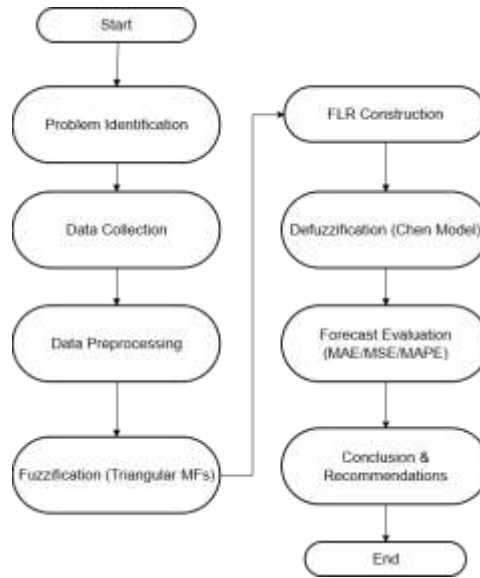 Start
Problem Identification
Data Collection
Data Preprocessing
Fuzzification (Triangular MFs)
FLR Construction
Defuzzification (Chen Model)
Forecast Evaluation
(MAE/MSE/MAPE)
Conclusion &
Recommendations
End